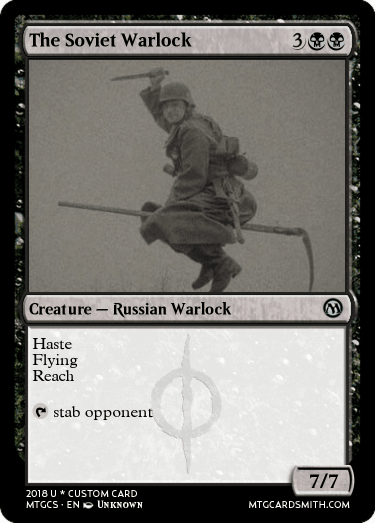 The Soviet Warlock 3
Creature — Russian Warlock
Haste
Flying
Reach
stab opponent
7/7
2018 U * CUSTOM CARD
MTGCS · EN Unknown
MTGCARDSMITH.COM